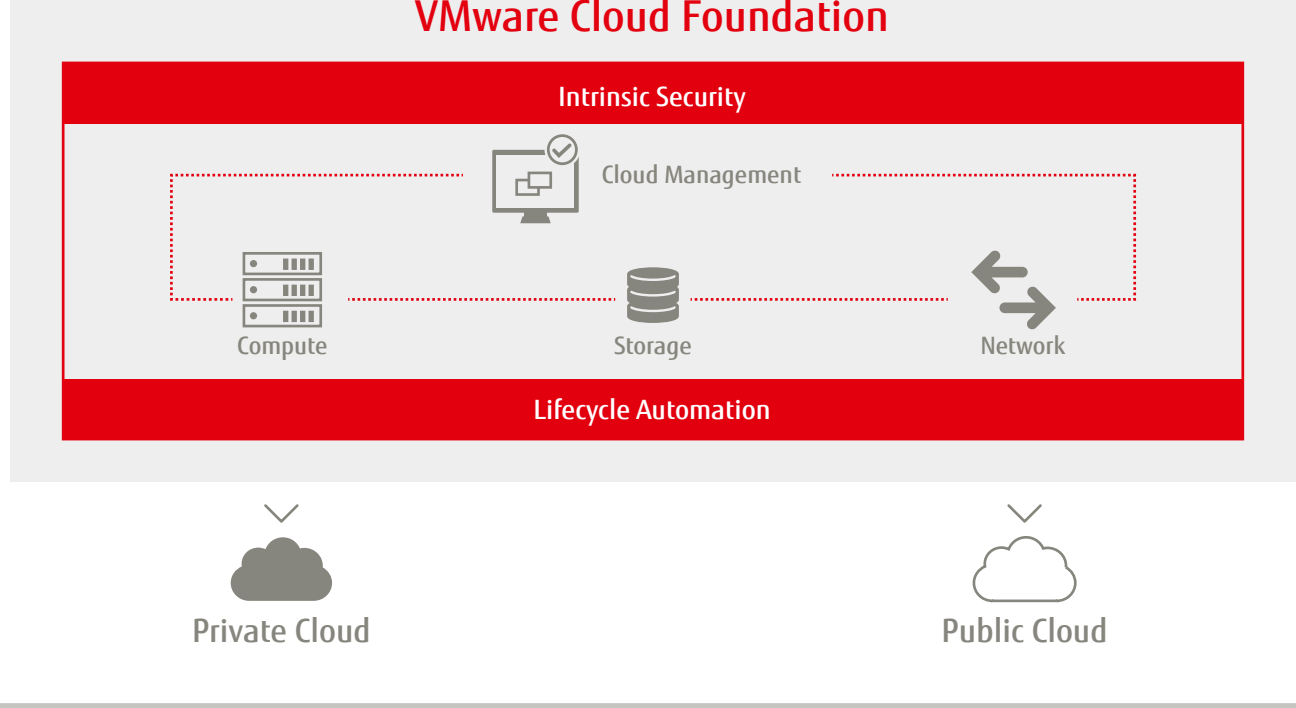 VMware Cloud Foundation
Intrinsic Security
Cloud Management
Compute
Storage
Network
Lifecycle Automation
Private Cloud
Public Cloud